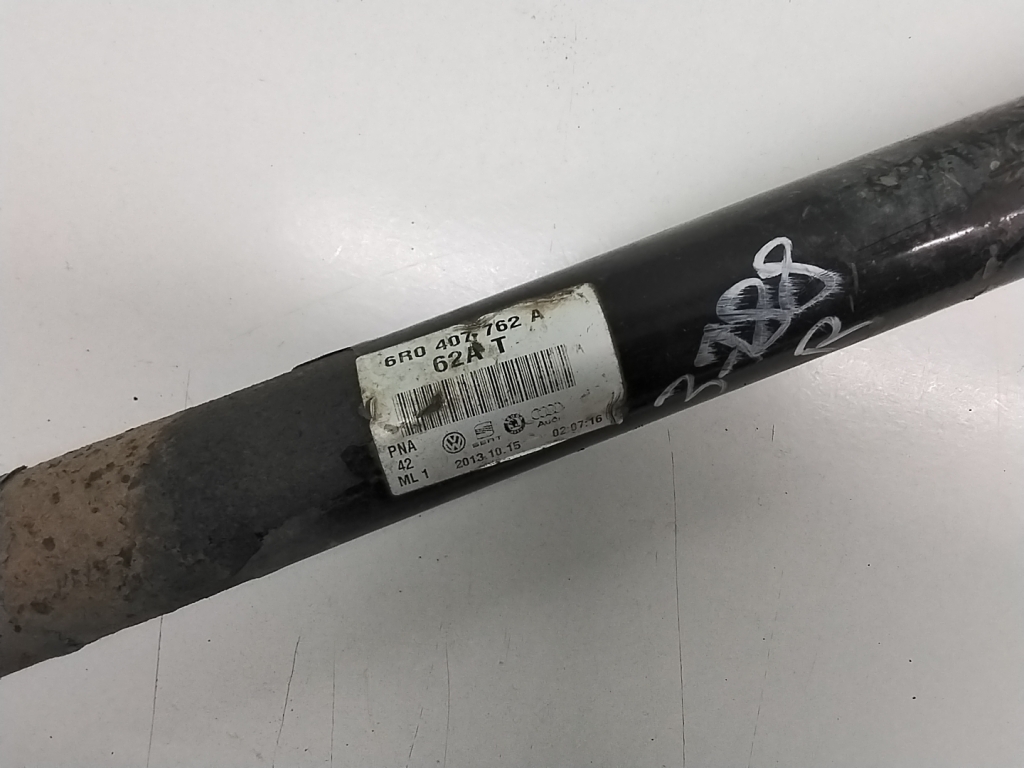 6R0 407 762 A
62A T
PNA
42
ML 1
SEAT
Audi
2013.10.15 02:07:16
R